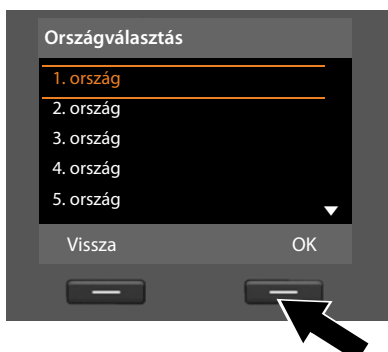 Országválasztás
1. ország
2. ország
3. ország
4. ország
5. ország
Vissza OK